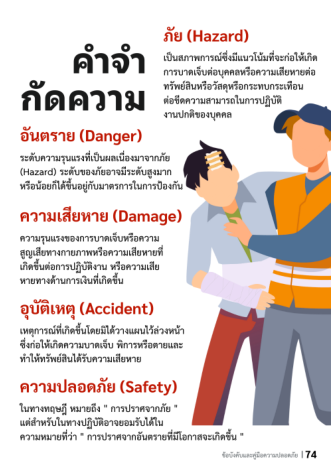 คำจำ
กัดความ
ภัย (Hazard)
เป็นสภาพการณ์ซึ่งมีแนวโน้มที่จะก่อให้เกิด
การบาดเจ็บต่อบุคคลหรือความเสียหายต่อ
ทรัพย์สินหรือวัสดุหรือกระทบกระเทือน
ต่อขีดความสามารถในการปฏิบัติ
งานปกติของบุคคล
อันตราย (Danger)
ระดับความรุนแรงที่เป็นผลเนื่องมาจากภัย
(Hazard) ระดับของภัยอาจมีระดับสูงมาก
หรือน้อยก็ได้ขึ้นอยู่กับมาตรการในการป้องกัน
ความเสียหาย (Damage)
ความรุนแรงของการบาดเจ็บหรือความ
สูญเสียทางกายภาพหรือความเสียหายที่
เกิดขึ้นต่อการปฏิบัติงาน หรือความเสีย
หายทางด้านการเงินที่เกิดขึ้น
อุบัติเหตุ (Accident)
เหตุการณ์ที่เกิดขึ้นโดยมิได้วางแผนไว้ล่วงหน้า
ซึ่งก่อให้เกิดความบาดเจ็บ พิการหรือตายและ
ทำให้ทรัพย์สินได้รับความเสียหาย
ความปลอดภัย (Safety)
ในทางทฤษฎี หมายถึง " การปราศจากภัย "
แต่สำหรับในทางปฏิบัติอาจยอมรับได้ใน
ความหมายที่ว่า " การปราศจากอันตรายที่มีโอกาสจะเกิดขึ้น "
ข้อบังคับและคู่มือความปลอดภัย | 74